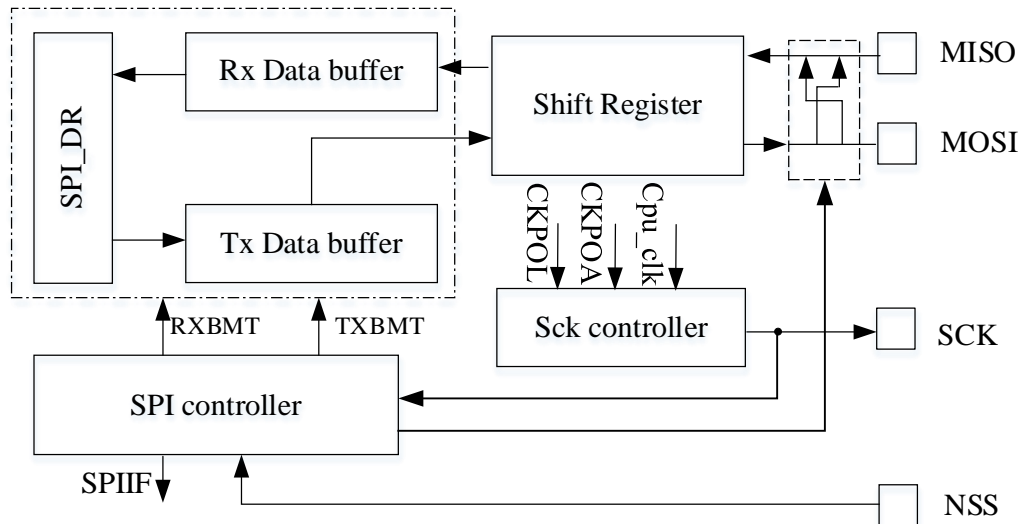 Rx Data buffer
SPI_DR
Tx Data buffer
Shift Register
MISO
MOSI
CKPOL
CKPOA
Cpu_clk
RXBMT
TXBMT
Sck controller
SCK
SPI controller
SPIIF
NSS